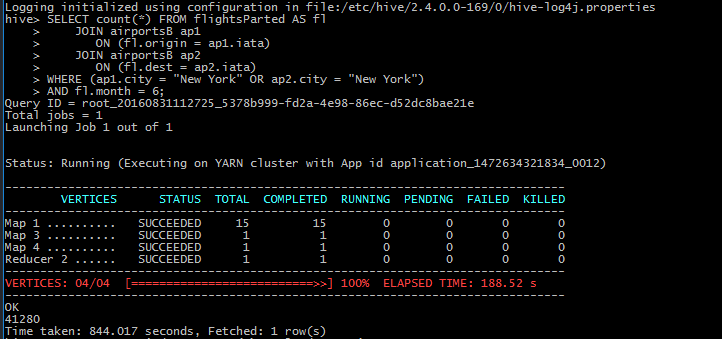 Logging initialized using configuration in file:/etc/hive/2.4.0.0-169/0/hive-log4j.properties
hive> SELECT count(*) FROM flightsParted AS fl
    >      JOIN airportsB ap1
    >        ON (fl.origin = ap1.iata)
    >      JOIN airportsB ap2
    >        ON (fl.dest = ap2.iata)
    > WHERE (ap1.city = "New York" OR ap2.city = "New York")
    > AND fl.month = 6;
Query ID = root_20160831112725_5378b999-fd2a-4e98-86ec-d52dc8bae21e
Total jobs = 1
Launching Job 1 out of 1
Status: Running (Executing on YARN cluster with App id application_1472634321834_0012)
--------------------------------------------------------------------------------
        VERTICES      STATUS  TOTAL  COMPLETED  RUNNING  PENDING  FAILED  KILLED
--------------------------------------------------------------------------------
Map 1 ..........   SUCCEEDED     15         15        0        0       0       0
Map 3 ..........   SUCCEEDED      1          1        0        0       0       0
Map 4 ..........   SUCCEEDED      1          1        0        0       0       0
Reducer 2 ......   SUCCEEDED      1          1        0        0       0       0
--------------------------------------------------------------------------------
VERTICES: 04/04  [==========================>>] 100%  ELAPSED TIME: 188.52 s
--------------------------------------------------------------------------------
OK
41280
Time taken: 844.017 seconds, Fetched: 1 row(s)